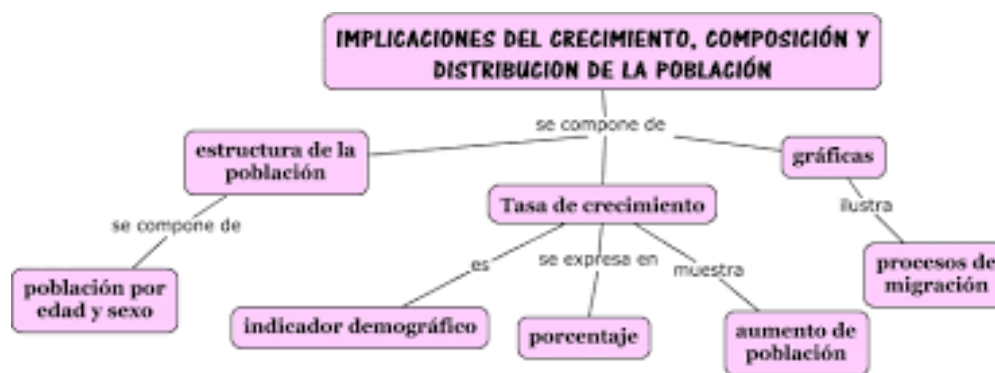 IMPLICACIONES DEL CRECIMIENTO, COMPOSICIÓN Y
DISTRIBUCION DE LA POBLACIÓN
se compone de
estructura de la
población
gráficas
Tasa de crecimiento
se compone de
ilustra
es
se expresa en
muestra
población por
edad y sexo
procesos de
migración
indicador demográfico
porcentaje
aumento de
población